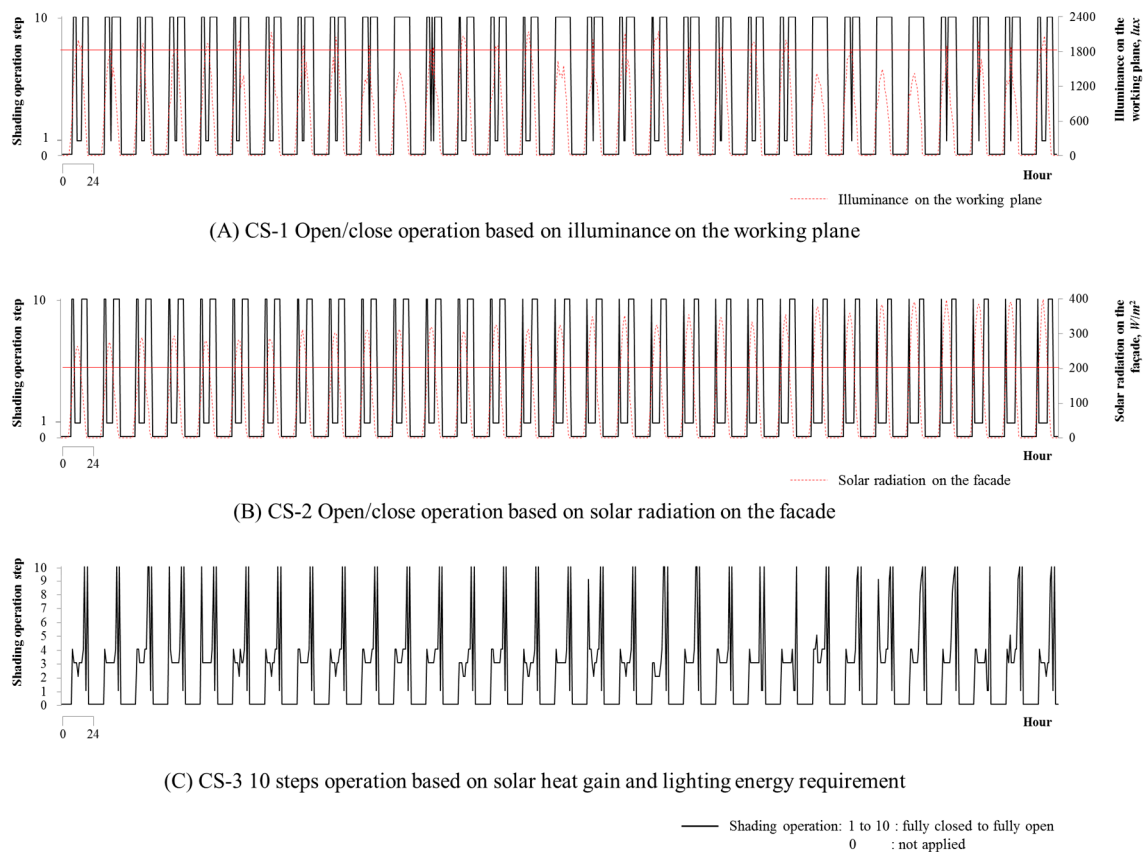 Shading operation step
10
1
0
2400
1800
1200
600
0
Illuminance on the
working plane, lux
0 24
Hour
Illuminance on the working plane
(A) CS-1 Open/close operation based on illuminance on the working plane
Shading operation step
10
1
0
400
300
200
100
0
Solar radiation on the
façade, W/m²
0 24
Hour
Solar radiation on the facade
(B) CS-2 Open/close operation based on solar radiation on the facade
Shading operation step
10
9
8
7
6
5
4
3
2
1
0
0 24
Hour
(C) CS-3 10 steps operation based on solar heat gain and lighting energy requirement
Shading operation: 1 to 10 : fully closed to fully open
0 : not applied